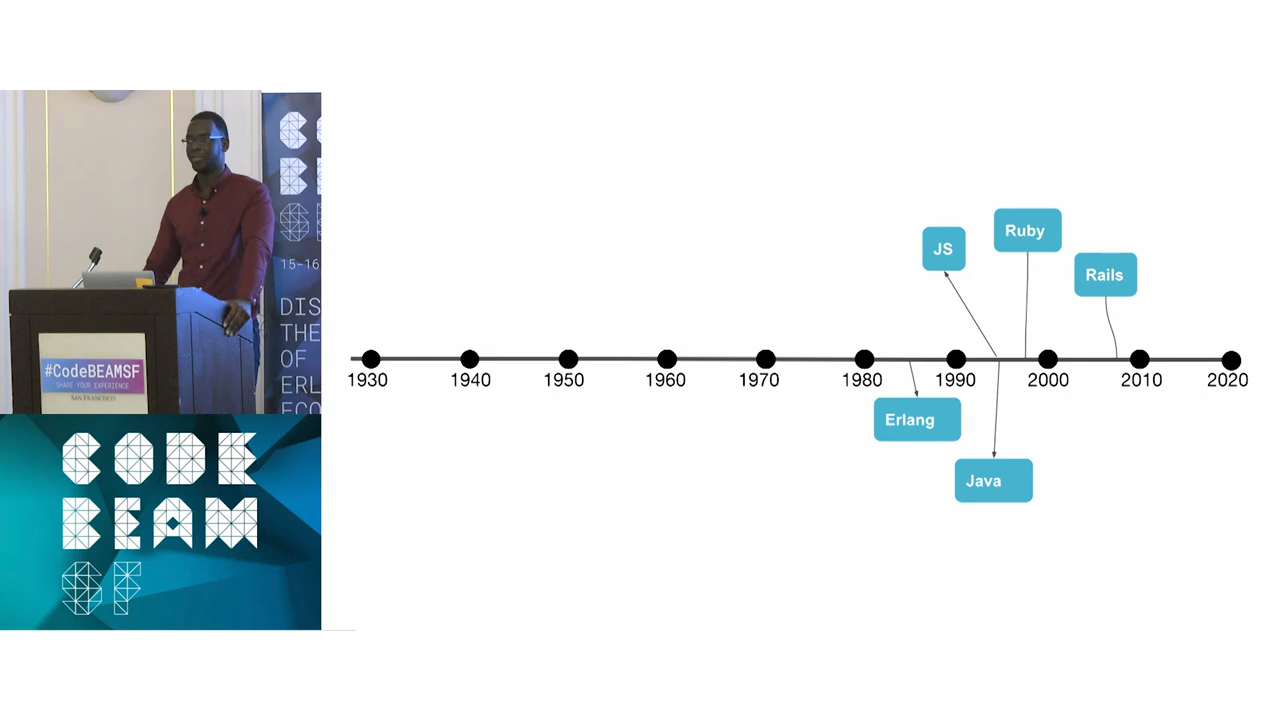 C
B
S
15-16
DIS
THE
OF
ERL
ECO
#CodeBEAMSF
SHARE YOUR EXPERIENCE
SAN FRANCISCO
CODE
BEAM
SF
JS
Ruby
Rails
1930 1940 1950 1960 1970 1980 1990 2000 2010 2020
Erlang
Java